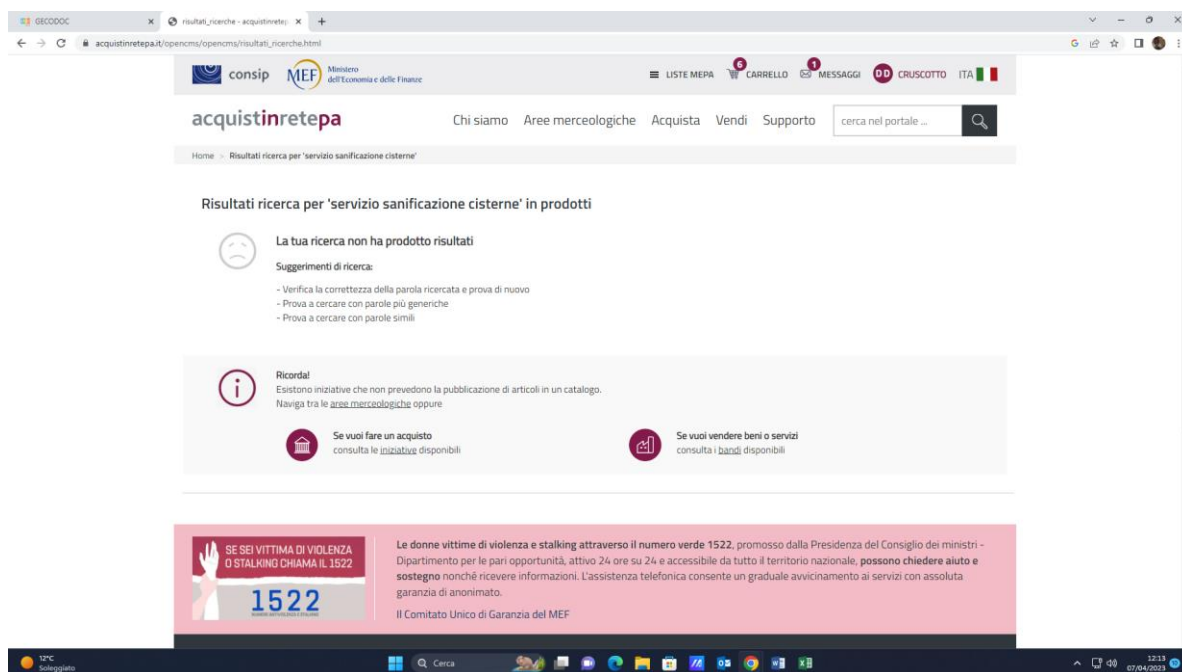 GECODOC
risultati_ricerche - acquistinretep
acquistinretepa.it/opencms/opencms/risultati_ricerche.html
consip MEF Ministero dell'Economia e delle Finanze
LISTE MEPA 6 CARRELLO 1 MESSAGGI DD CRUSCOTTO ITA
acquistinretepa Chi siamo Aree merceologiche Acquista Vendi Supporto cerca nel portale ...
Home > Risultati ricerca per 'servizio sanificazione cisterne'
Risultati ricerca per 'servizio sanificazione cisterne' in prodotti
La tua ricerca non ha prodotto risultati
Suggerimenti di ricerca:
- Verifica la correttezza della parola ricercata e prova di nuovo
- Prova a cercare con parole più generiche
- Prova a cercare con parole simili
Ricorda!
Esistono iniziative che non prevedono la pubblicazione di articoli in un catalogo.
Naviga tra le aree merceologiche oppure
Se vuoi fare un acquisto
consulta le iniziative disponibili
Se vuoi vendere beni o servizi
consulta i bandi disponibili
SE SEI VITTIMA DI VIOLENZA
O STALKING CHIAMA IL 1522
1522
Le donne vittime di violenza e stalking attraverso il numero verde 1522, promosso dalla Presidenza del Consiglio dei ministri -
Dipartimento per le pari opportunità, attivo 24 ore su 24 e accessibile da tutto il territorio nazionale, possono chiedere aiuto e
sostegno nonché ricevere informazioni. L'assistenza telefonica consente un graduale avvicinamento ai servizi con assoluta
garanzia di anonimato.
Il Comitato Unico di Garanzia del MEF
12°C
Soleggiato
Cerca
12:13
07/04/2023